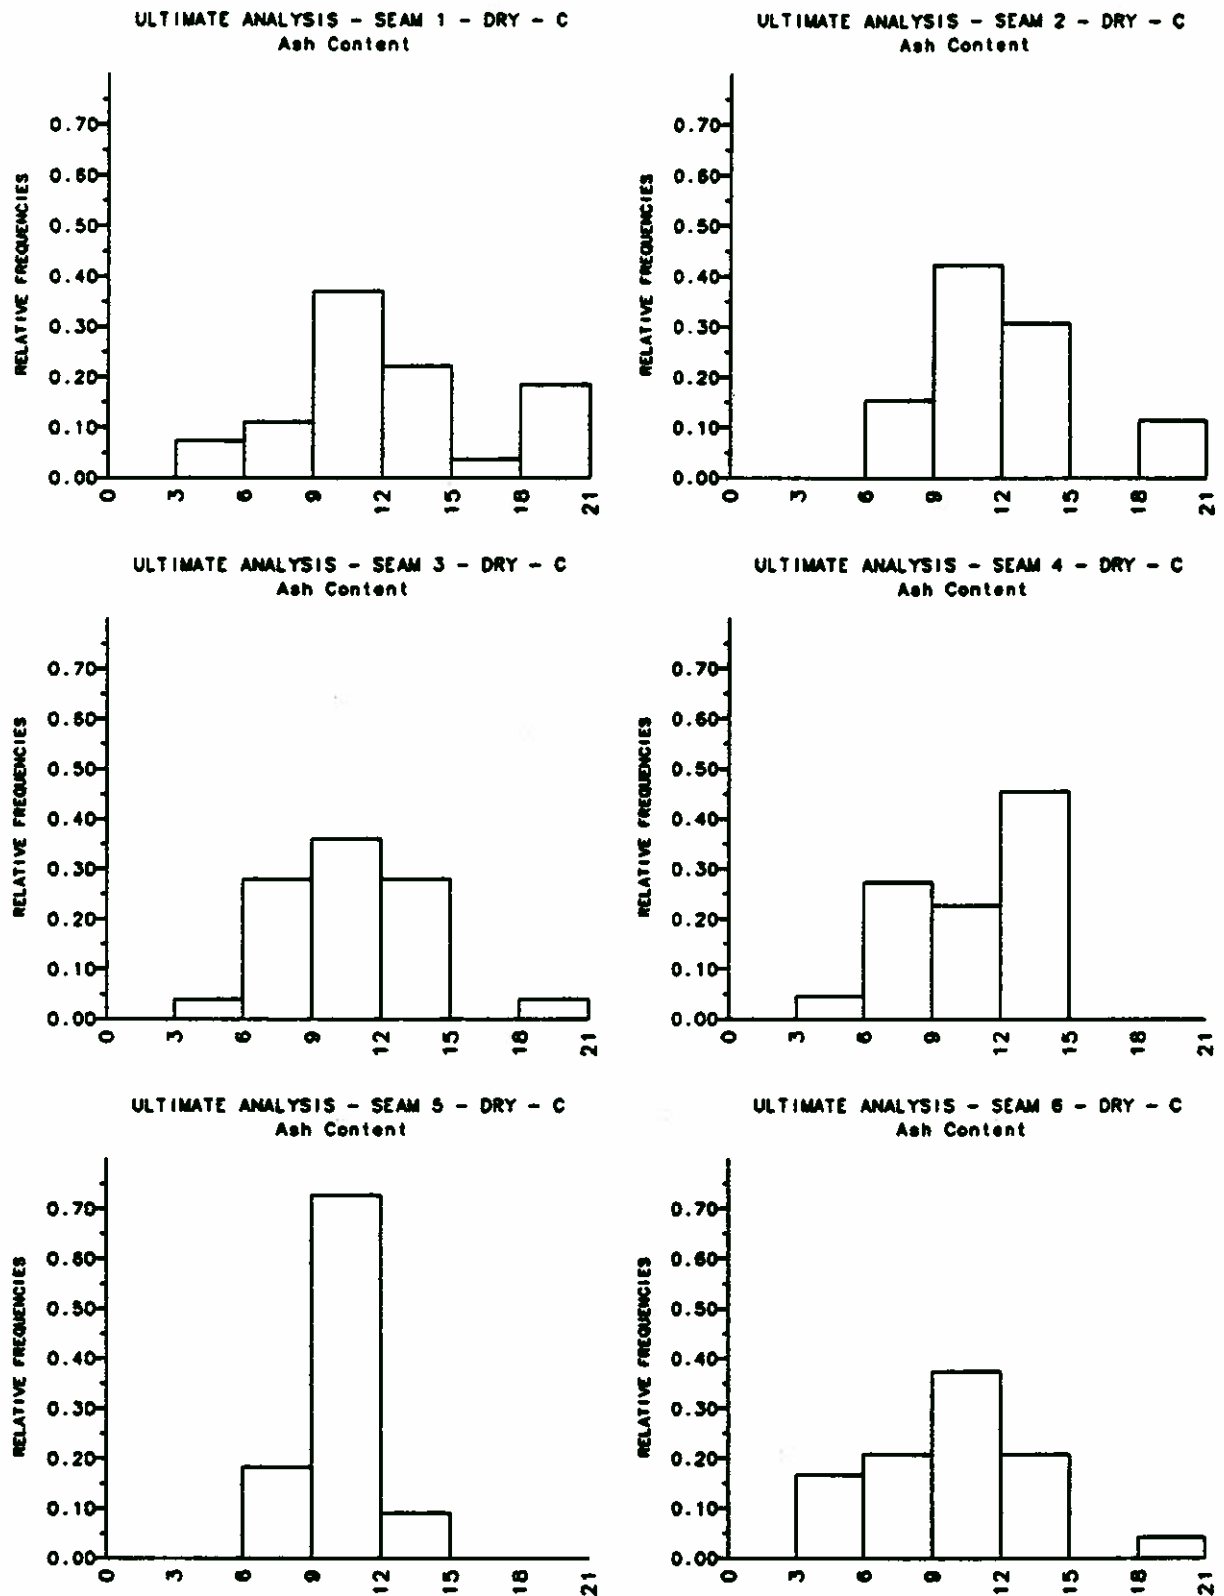 ULTIMATE ANALYSIS - SEAM 1 - DRY - C
Ash Content
RELATIVE FREQUENCIES
0.70
0.60
0.50
0.40
0.30
0.20
0.10
0.00
0 3 6 9 12 15 18 21
ULTIMATE ANALYSIS - SEAM 2 - DRY - C
Ash Content
RELATIVE FREQUENCIES
0.70
0.60
0.50
0.40
0.30
0.20
0.10
0.00
0 3 6 9 12 15 18 21
ULTIMATE ANALYSIS - SEAM 3 - DRY - C
Ash Content
RELATIVE FREQUENCIES
0.70
0.60
0.50
0.40
0.30
0.20
0.10
0.00
0 3 6 9 12 15 18 21
ULTIMATE ANALYSIS - SEAM 4 - DRY - C
Ash Content
RELATIVE FREQUENCIES
0.70
0.60
0.50
0.40
0.30
0.20
0.10
0.00
0 3 6 9 12 15 18 21
ULTIMATE ANALYSIS - SEAM 5 - DRY - C
Ash Content
RELATIVE FREQUENCIES
0.70
0.60
0.50
0.40
0.30
0.20
0.10
0.00
0 3 6 9 12 15 18 21
ULTIMATE ANALYSIS - SEAM 6 - DRY - C
Ash Content
RELATIVE FREQUENCIES
0.70
0.60
0.50
0.40
0.30
0.20
0.10
0.00
0 3 6 9 12 15 18 21